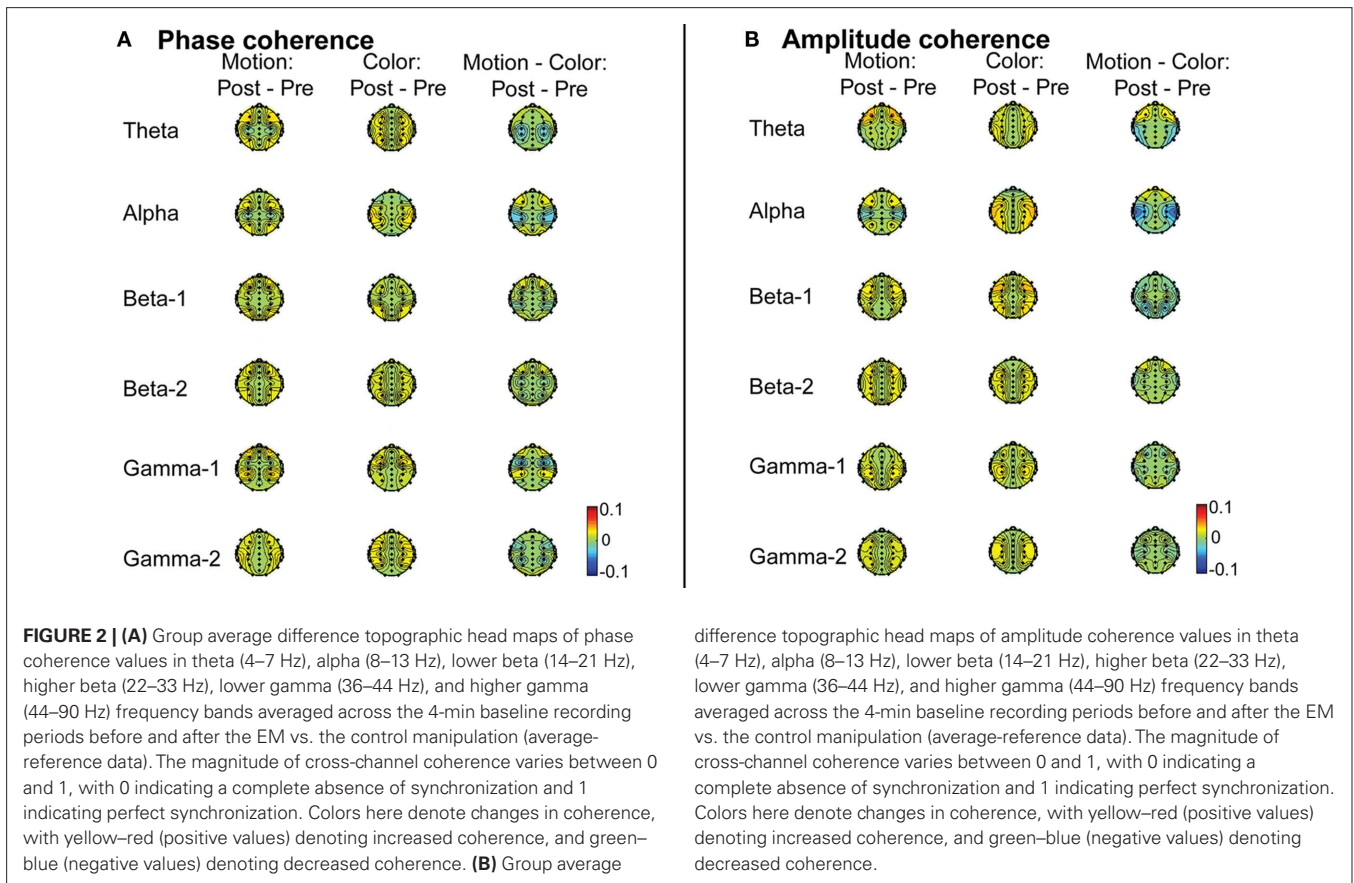 A Phase coherence
Motion: Post - Pre
Color: Post - Pre
Motion - Color: Post - Pre
Theta
Alpha
Beta-1
Beta-2
Gamma-1
Gamma-2
0.1
0
-0.1
B Amplitude coherence
Motion: Post - Pre
Color: Post - Pre
Motion - Color: Post - Pre
Theta
Alpha
Beta-1
Beta-2
Gamma-1
Gamma-2
0.1
0
-0.1
FIGURE 2 | (A) Group average difference topographic head maps of phase
coherence values in theta (4–7 Hz), alpha (8–13 Hz), lower beta (14–21 Hz),
higher beta (22–33 Hz), lower gamma (36–44 Hz), and higher gamma
(44–90 Hz) frequency bands averaged across the 4-min baseline recording
periods before and after the EM vs. the control manipulation (average-
reference data). The magnitude of cross-channel coherence varies between 0
and 1, with 0 indicating a complete absence of synchronization and 1
indicating perfect synchronization. Colors here denote changes in coherence,
with yellow–red (positive values) denoting increased coherence, and green–
blue (negative values) denoting decreased coherence. (B) Group average
difference topographic head maps of amplitude coherence values in theta
(4–7 Hz), alpha (8–13 Hz), lower beta (14–21 Hz), higher beta (22–33 Hz),
lower gamma (36–44 Hz), and higher gamma (44–90 Hz) frequency bands
averaged across the 4-min baseline recording periods before and after the EM
vs. the control manipulation (average-reference data). The magnitude of
cross-channel coherence varies between 0 and 1, with 0 indicating a
complete absence of synchronization and 1 indicating perfect synchronization.
Colors here denote changes in coherence, with yellow–red (positive values)
denoting increased coherence, and green–blue (negative values) denoting
decreased coherence.